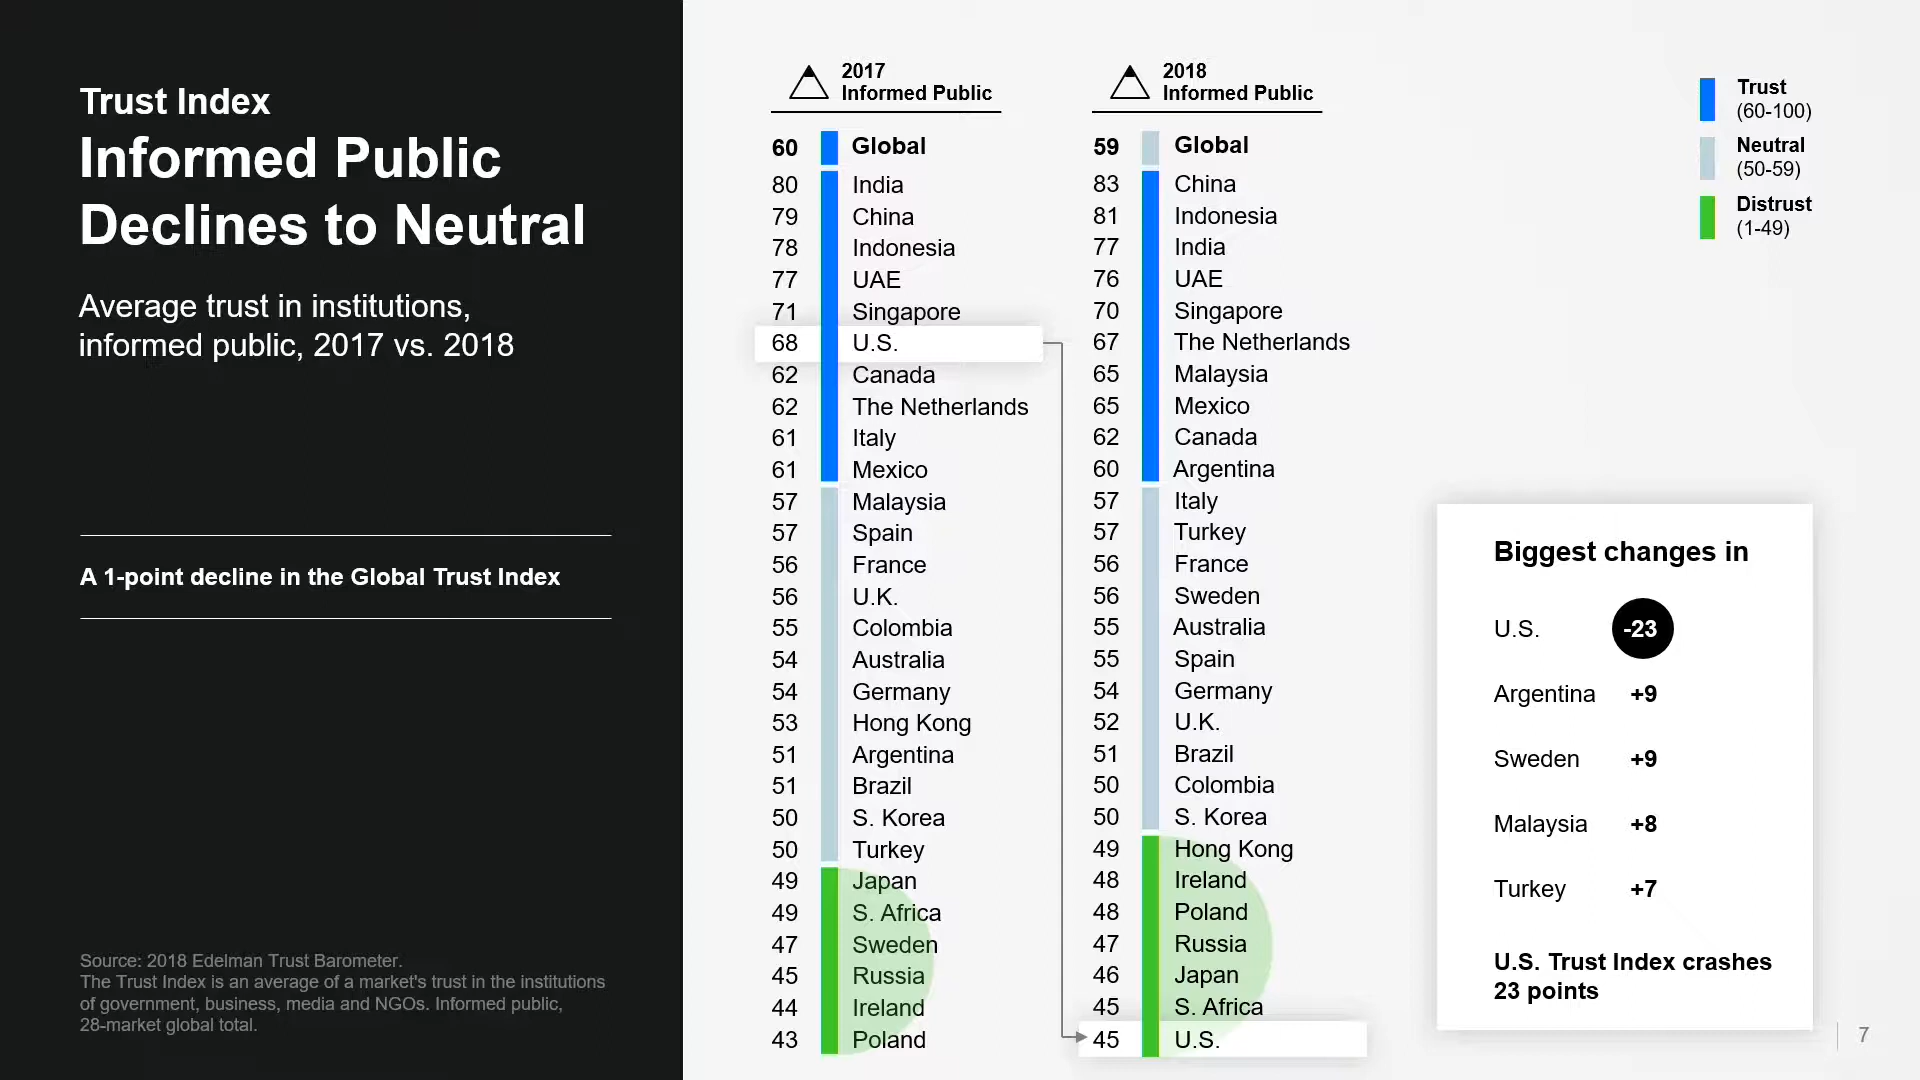 Trust Index
Informed Public
Declines to Neutral
Average trust in institutions,
informed public, 2017 vs. 2018
A 1-point decline in the Global Trust Index
Source: 2018 Edelman Trust Barometer.
The Trust Index is an average of a market's trust in the institutions
of government, business, media and NGOs. Informed public,
28-market global total.
2017
Informed Public
60 Global
80 India
79 China
78 Indonesia
77 UAE
71 Singapore
68 U.S.
62 Canada
62 The Netherlands
61 Italy
61 Mexico
57 Malaysia
57 Spain
56 France
56 U.K.
55 Colombia
54 Australia
54 Germany
53 Hong Kong
51 Argentina
51 Brazil
50 S. Korea
50 Turkey
49 Japan
49 S. Africa
47 Sweden
45 Russia
44 Ireland
43 Poland
2018
Informed Public
59 Global
83 China
81 Indonesia
77 India
76 UAE
70 Singapore
67 The Netherlands
65 Malaysia
65 Mexico
62 Canada
60 Argentina
57 Italy
57 Turkey
56 France
56 Sweden
55 Australia
55 Spain
54 Germany
52 U.K.
51 Brazil
50 Colombia
50 S. Korea
49 Hong Kong
48 Ireland
48 Poland
47 Russia
46 Japan
45 S. Africa
45 U.S.
Trust
(60-100)
Neutral
(50-59)
Distrust
(1-49)
Biggest changes in
U.S. -23
Argentina +9
Sweden +9
Malaysia +8
Turkey +7
U.S. Trust Index crashes
23 points
7